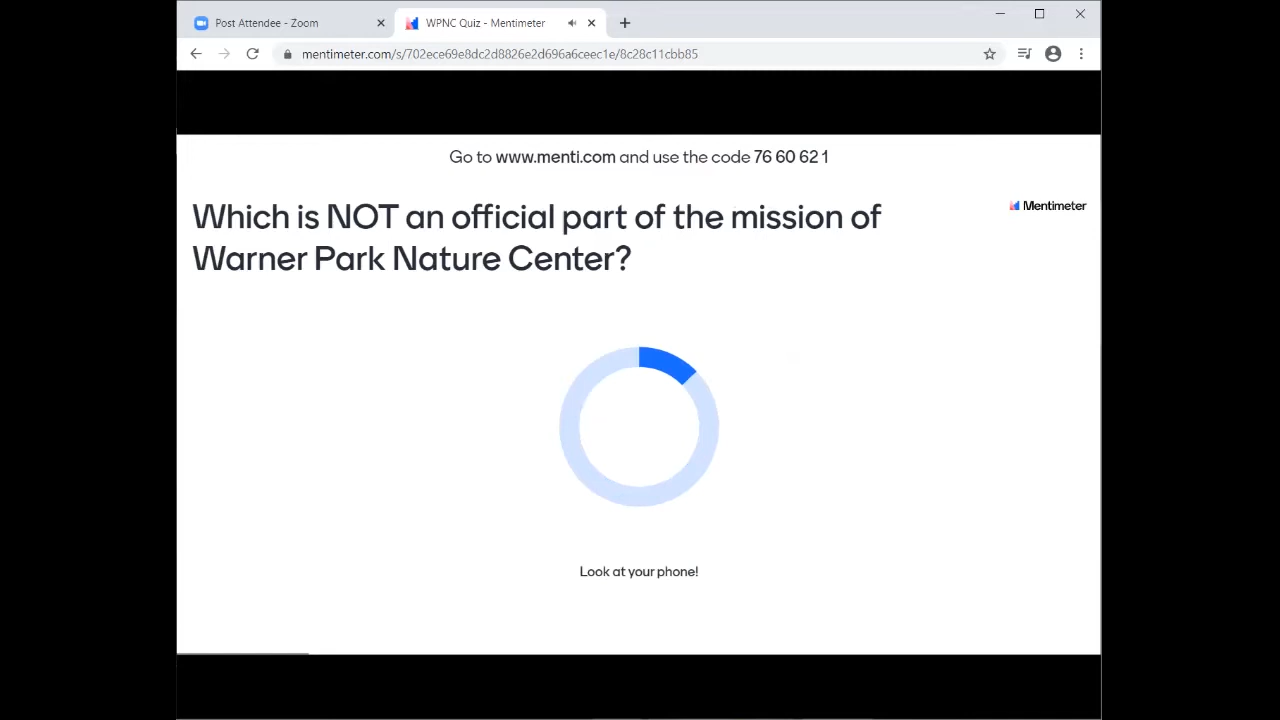 Post Attendee - Zoom
WPNC Quiz - Mentimeter
mentimeter.com/s/702ece69e8dc2d8826e2d696a6ceec1e/8c28c11cbb85
Go to www.menti.com and use the code 76 60 62 1
Which is NOT an official part of the mission of
Warner Park Nature Center?
Mentimeter
Look at your phone!